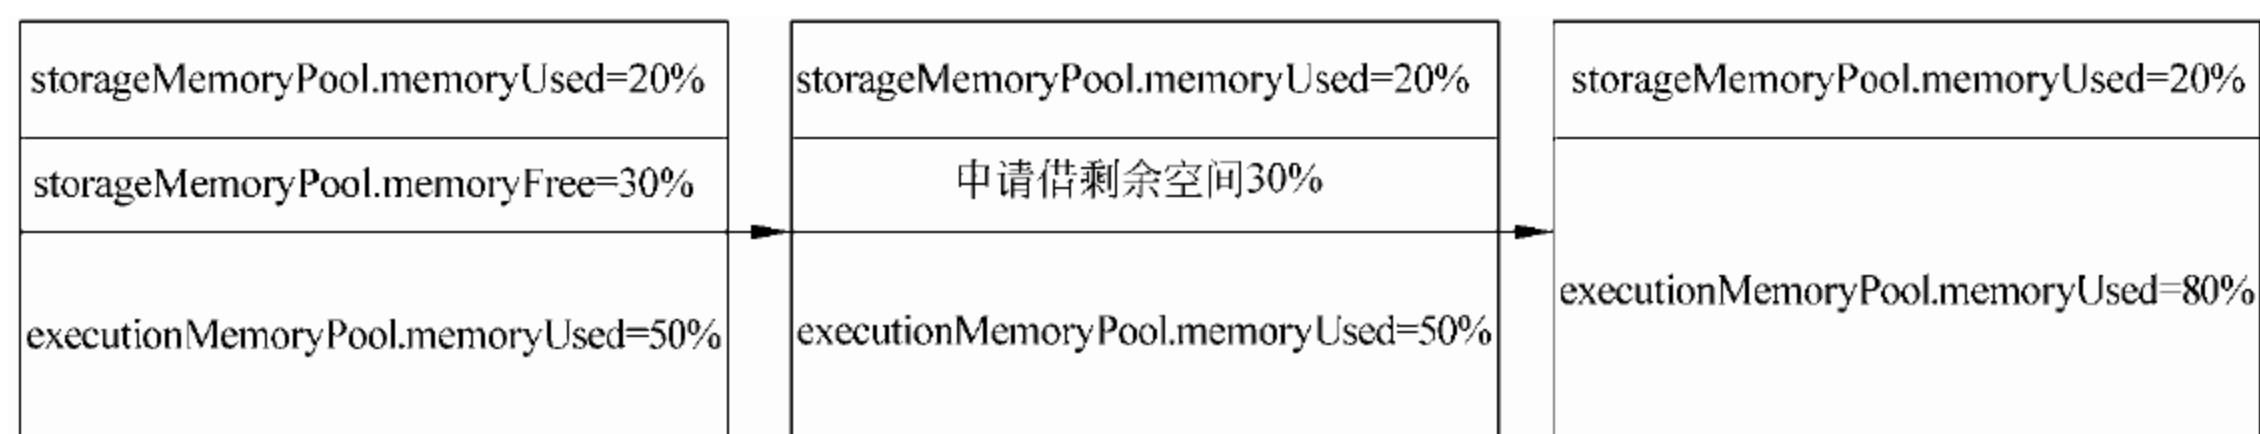 storageMemoryPool.memoryUsed=20%
storageMemoryPool.memoryFree=30%
executionMemoryPool.memoryUsed=50%
storageMemoryPool.memoryUsed=20%
申请借剩余空间30%
executionMemoryPool.memoryUsed=50%
storageMemoryPool.memoryUsed=20%
executionMemoryPool.memoryUsed=80%